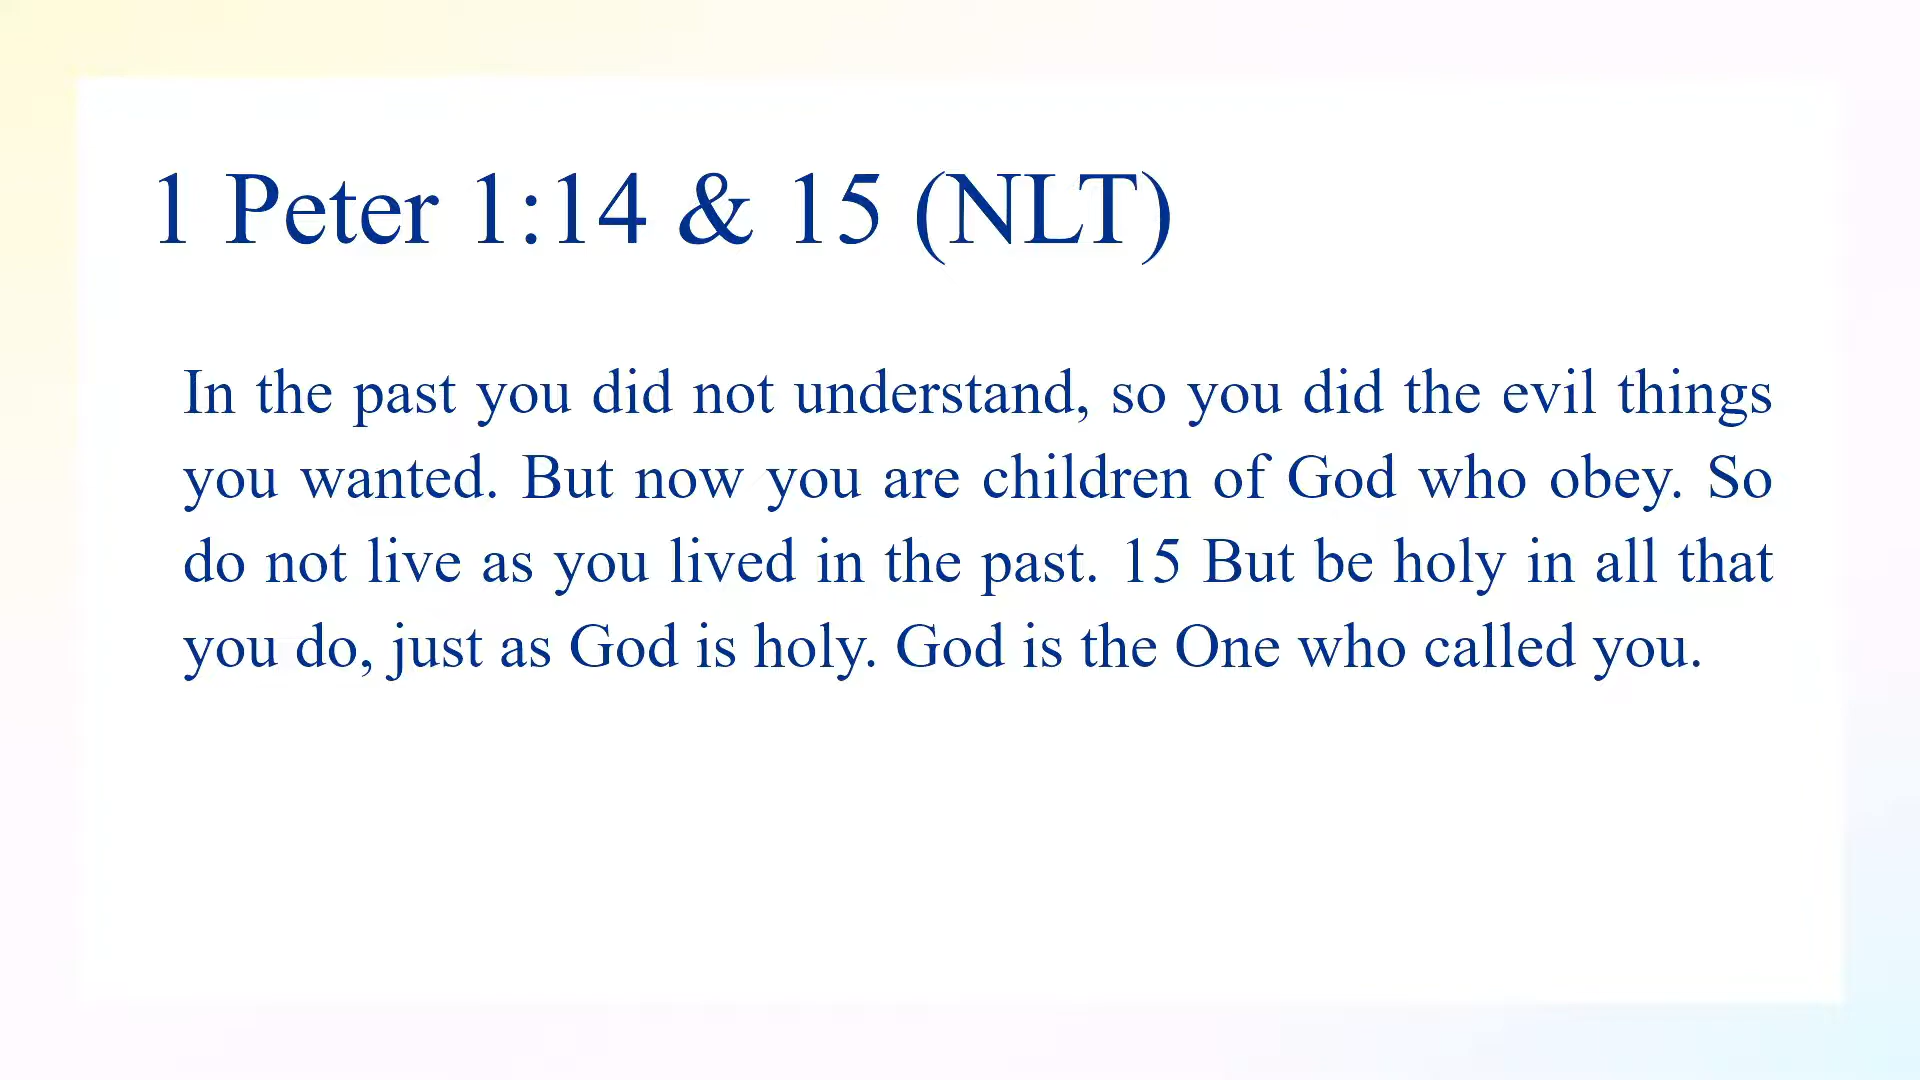 1 Peter 1:14 & 15 (NLT)
In the past you did not understand, so you did the evil things
you wanted. But now you are children of God who obey. So
do not live as you lived in the past. 15 But be holy in all that
you do, just as God is holy. God is the One who called you.